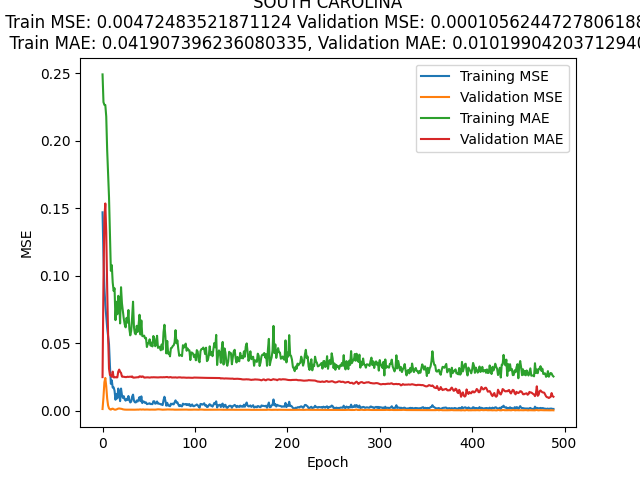 SOUTH CAROLINA
Train MSE: 0.00472483521871124 Validation MSE: 0.000105624472780618
Train MAE: 0.041907396236080335, Validation MAE: 0.0101990420371294
Training MSE
Validation MSE
Training MAE
Validation MAE
0.25
0.20
0.15
0.10
0.05
0.00
MSE
0 100 200 300 400 500
Epoch